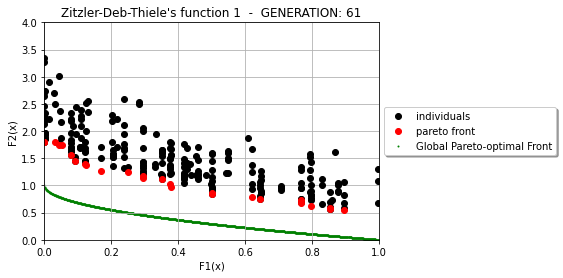 Zitzler-Deb-Thiele's function 1 - GENERATION: 61
4.0
3.5
3.0
2.5
2.0
1.5
1.0
0.5
0.0
F2(x)
0.0 0.2 0.4 0.6 0.8 1.0
F1(x)
individuals
pareto front
Global Pareto-optimal Front